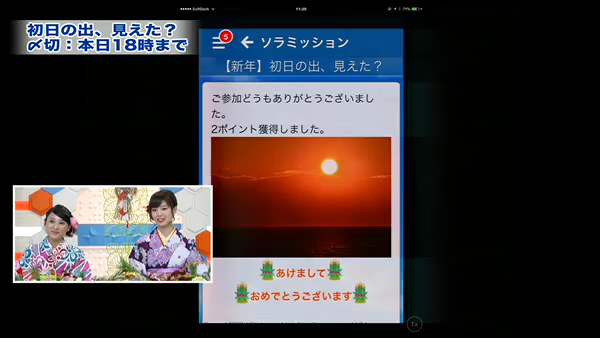 初日の出、見えた？
〆切：本日18時まで
SoftBank
11:26
5
ソラミッション
【新年】初日の出、見えた？
ご参加どうもありがとうございまし
た。
2ポイント獲得しました。
あけまして
おめでとうございます
1x